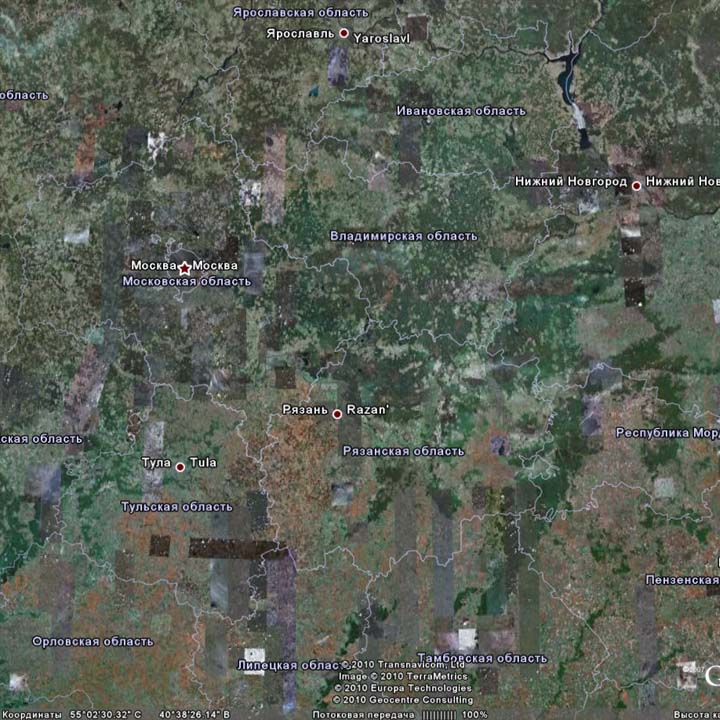 Ярославская область
Ярославль Yaroslavl
область
Ивановская область
Нижний Новгород Нижний Нов
Владимирская область
Москва Москва
Московская область
Рязань Razan'
ская область
Республика Мор
Рязанская область
Тула Tula
Тульская область
Пензенская
Орловская область
Липецкая област
Тамбовская область
© 2010 Transnavicom, Ltd
Image © 2010 TerraMetrics
© 2010 Europa Technologies
© 2010 Geocentre Consulting
G
Координаты 55°02'30.32" С 40°38'26.14" В Потоковая передача 100% Высота